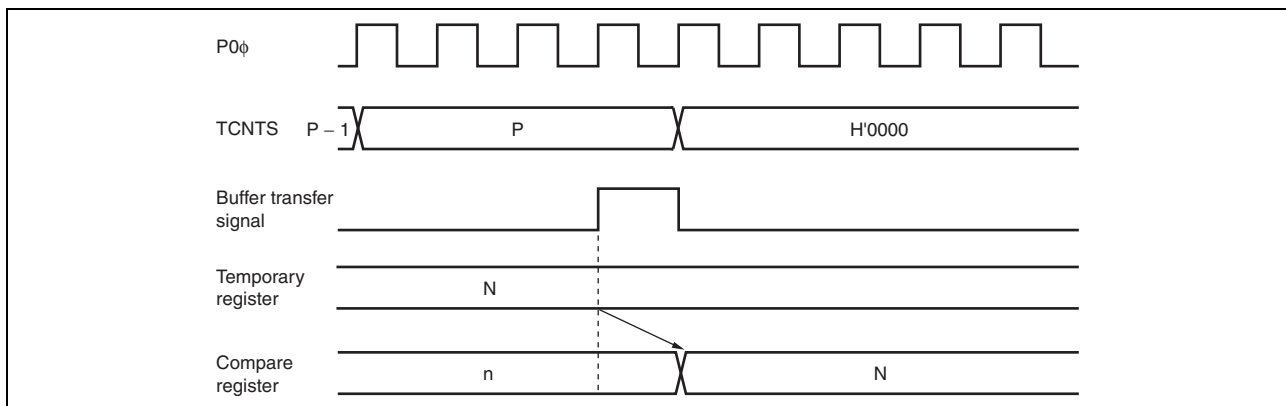 P0ϕ
TCNTS P – 1 P H'0000
Buffer transfer
signal
Temporary
register
N
Compare
register
n N